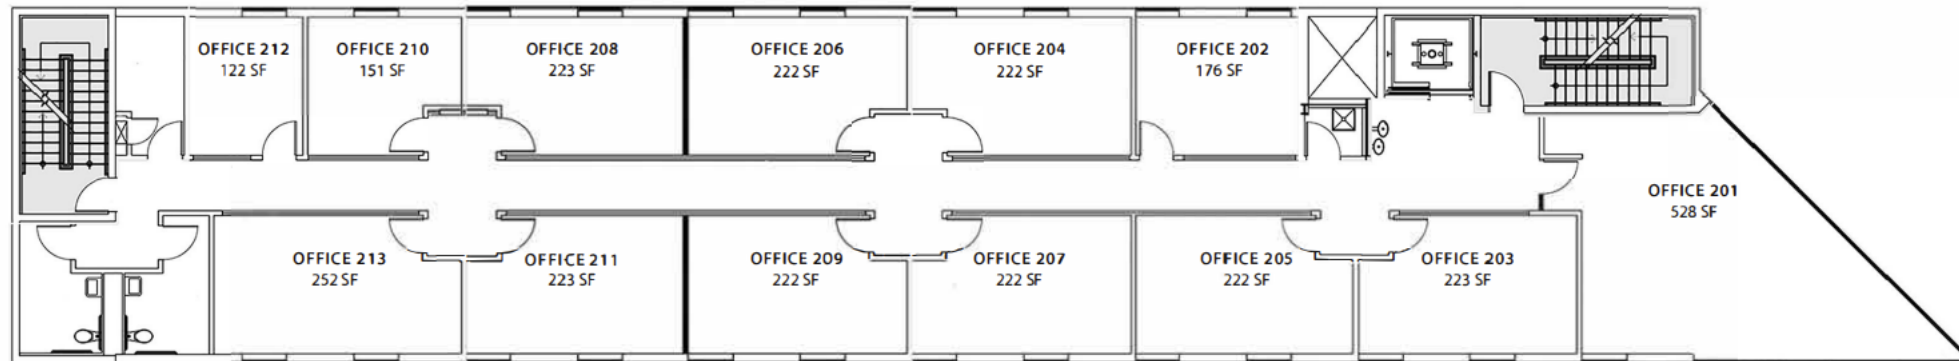 OFFICE 212
122 SF
OFFICE 210
151 SF
OFFICE 208
223 SF
OFFICE 206
222 SF
OFFICE 204
222 SF
OFFICE 202
176 SF
OFFICE 201
528 SF
OFFICE 213
252 SF
OFFICE 211
223 SF
OFFICE 209
222 SF
OFFICE 207
222 SF
OFFICE 205
222 SF
OFFICE 203
223 SF